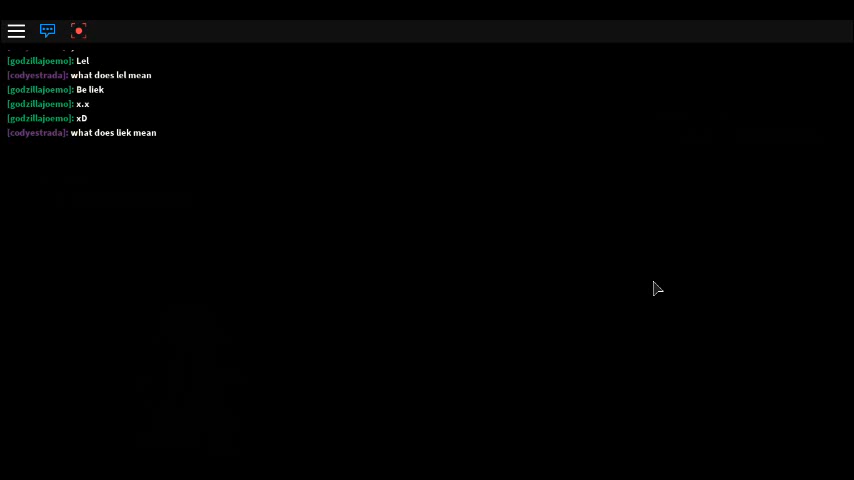 [godzillajoemo]: Lel
[codyestrada]: what does lel mean
[godzillajoemo]: Be liek
[godzillajoemo]: x.x
[godzillajoemo]: xD
[codyestrada]: what does liek mean